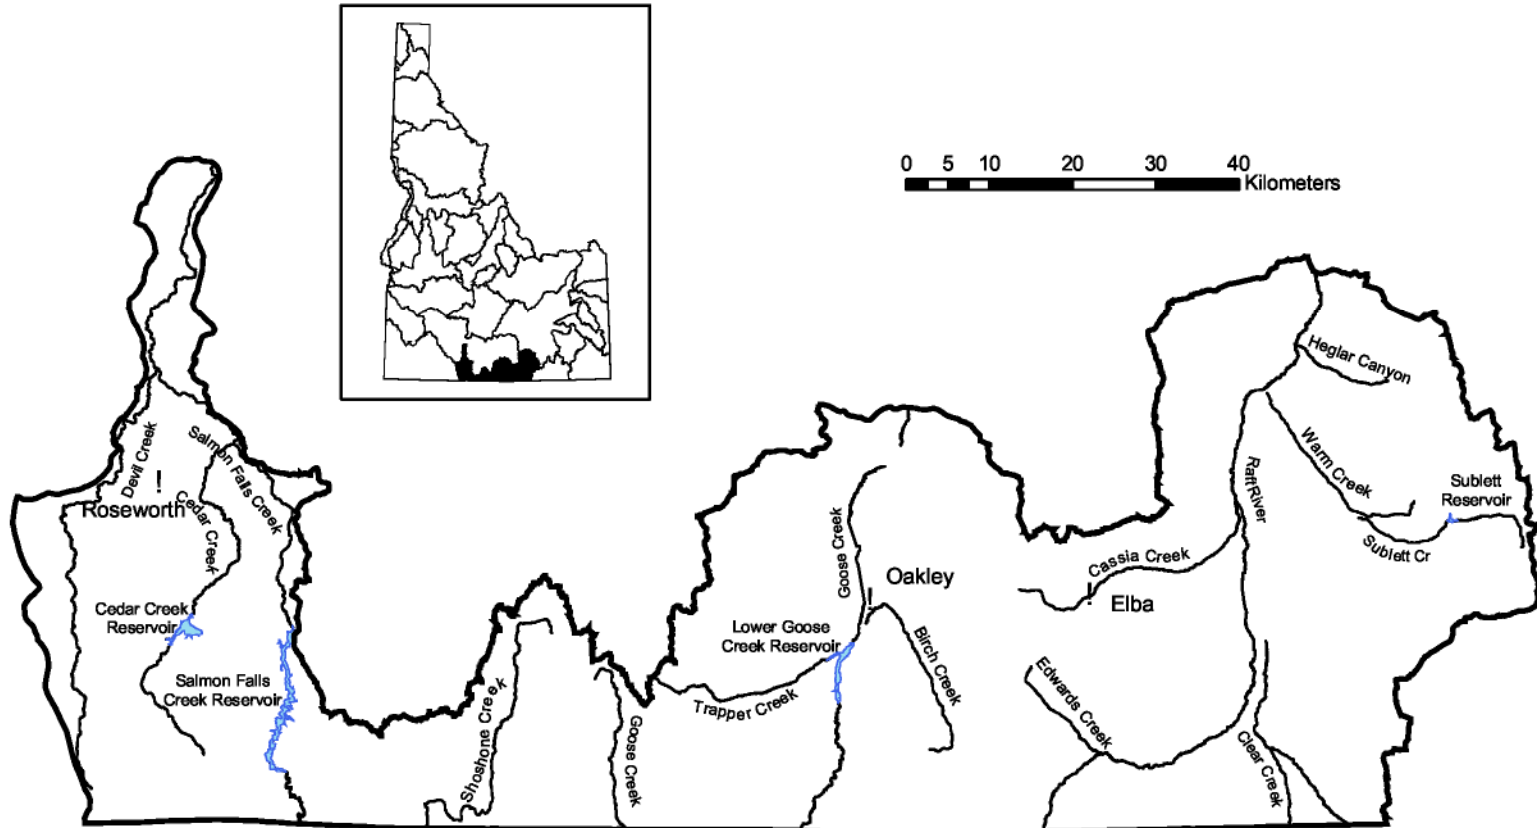 0 5 10 20 30 40
Kilometers
Heglar Canyon
Warm Creek
Sublett
Reservoir
Sublett Cr
Raft River
Cassia Creek
Elba
Edwards Creek
Clear Creek
Oakley
Goose Creek
Birch Creek
Lower Goose
Creek Reservoir
Trapper Creek
Goose Creek
Shoshone Creek
Devil Creek
Salmon Falls Creek
Roseworth
Cedar Creek
Cedar Creek
Reservoir
Salmon Falls
Creek Reservoir